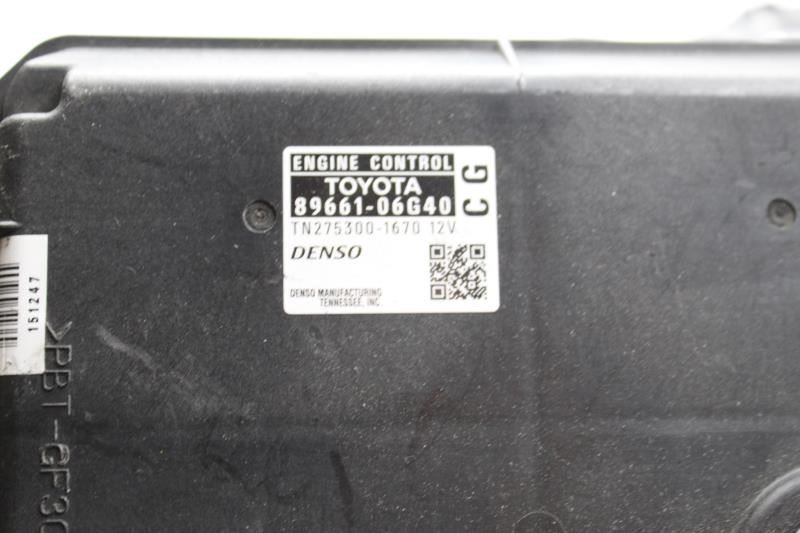 ENGINE CONTROL
TOYOTA
89661-06G40
CG
TN275300-1670 12V
DENSO
DENSO MANUFACTURING
TENNESSEE, INC.
151247
>PBT-GF30